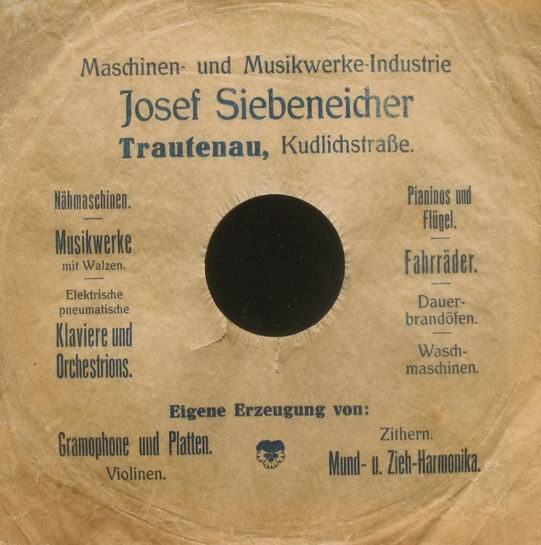 Maschinen- und Musikwerke-Industrie
Josef Siebeneicher
Trautenau, Kudlichstraße.
Nähmaschinen.
Musikwerke
mit Walzen.
Elektrische
pneumatische
Klaviere und
Orchestrions.
Pianinos und
Flügel.
Fahrräder.
Dauer-
brandöfen.
Wasch-
maschinen.
Eigene Erzeugung von:
Gramophone und Platten.
Violinen.
Zithern.
Mund- u. Zieh-Harmonika.